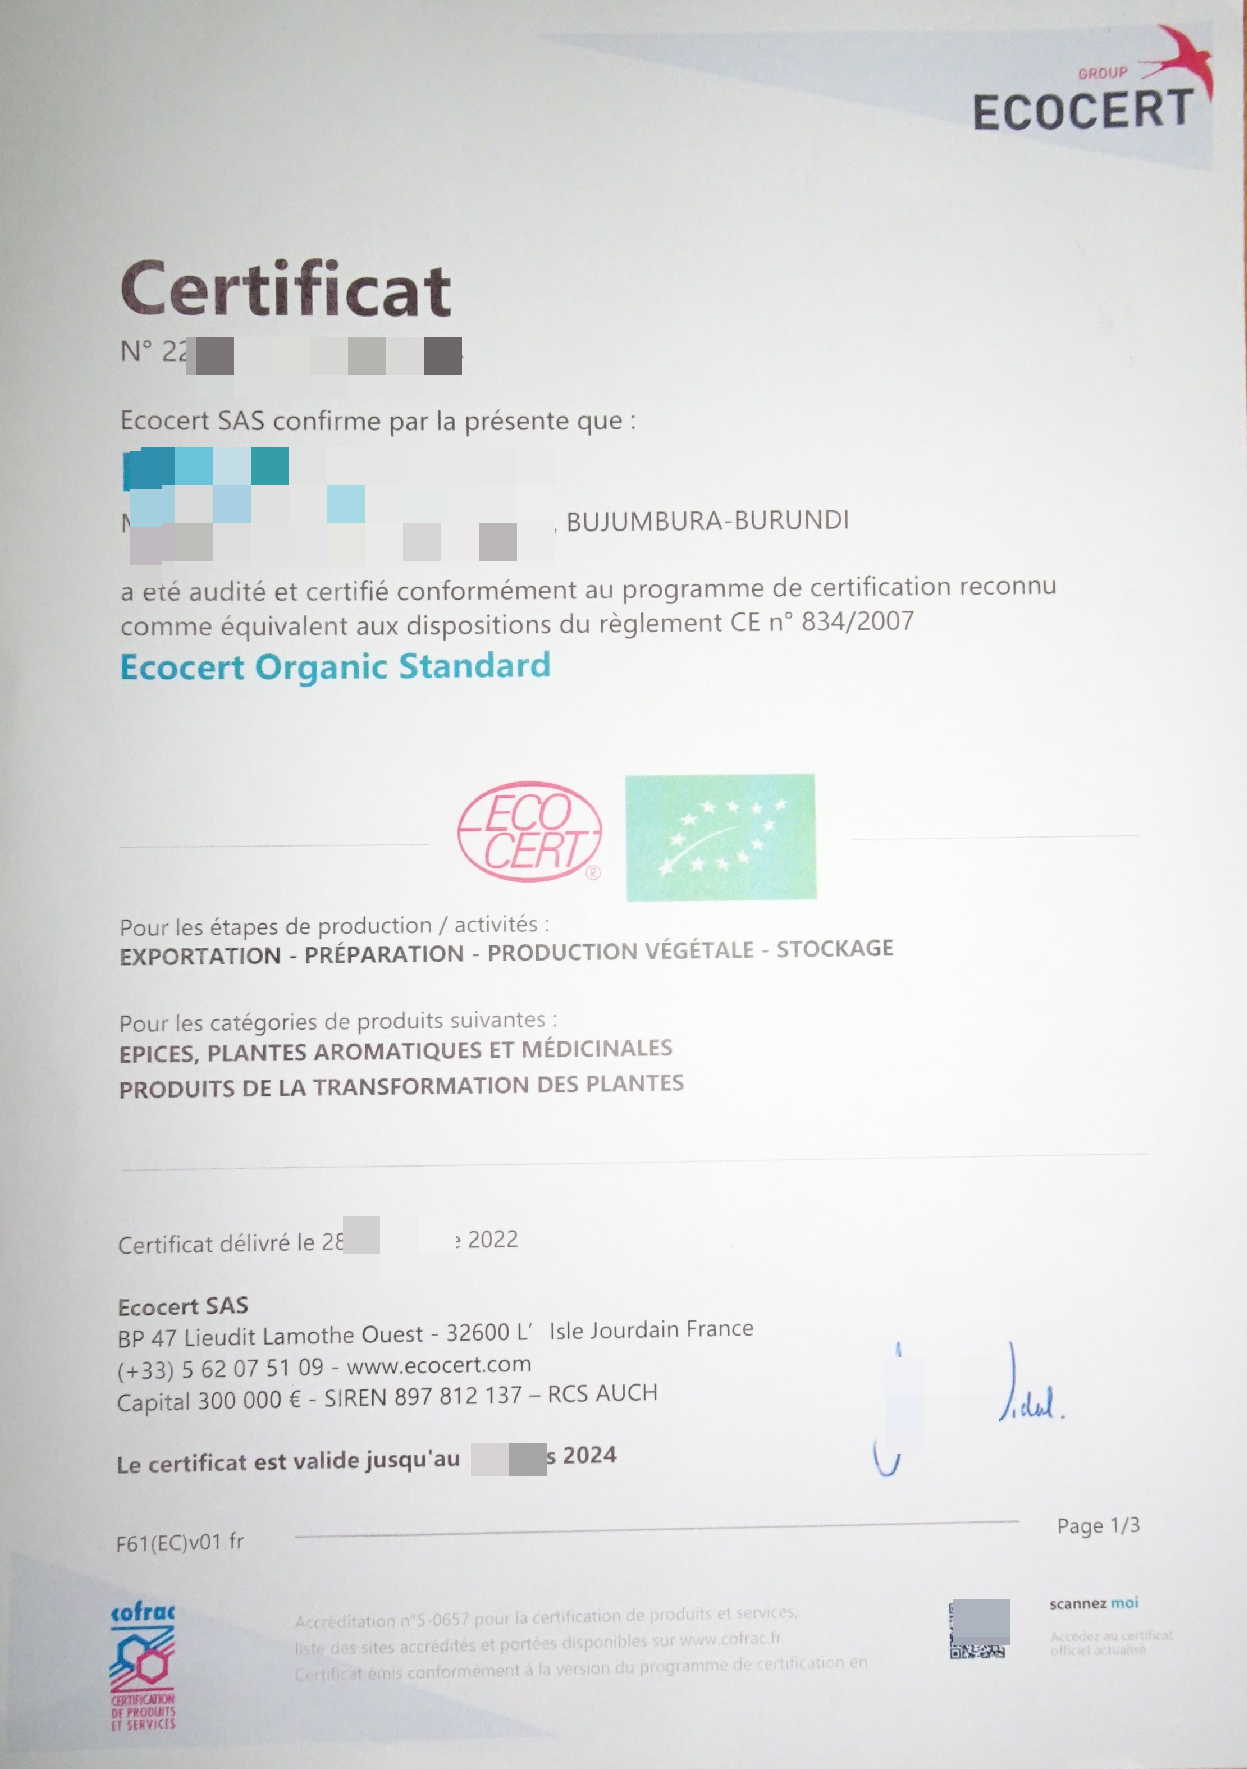 GROUP
ECOCERT
Certificat
N° 22
Ecocert SAS confirme par la présente que :
, BUJUMBURA-BURUNDI
a eté audité et certifié conformément au programme de certification reconnu
comme équivalent aux dispositions du règlement CE n° 834/2007
Ecocert Organic Standard
ECO
CERT
®
Pour les étapes de production / activités :
EXPORTATION - PRÉPARATION - PRODUCTION VÉGÉTALE - STOCKAGE
Pour les catégories de produits suivantes :
EPICES, PLANTES AROMATIQUES ET MÉDICINALES
PRODUITS DE LA TRANSFORMATION DES PLANTES
Certificat délivré le 28 2022
Ecocert SAS
BP 47 Lieudit Lamothe Ouest - 32600 L’ Isle Jourdain France
(+33) 5 62 07 51 09 - www.ecocert.com
Capital 300 000 € - SIREN 897 812 137 – RCS AUCH
Le certificat est valide jusqu'au 2024
F61(EC)v01 fr
Page 1/3
cofrac
CERTIFICATION
DE PRODUITS
ET SERVICES
Accréditation n°5-0657 pour la certification de produits et services,
liste des sites accrédités et portées disponibles sur www.cofrac.fr
Certificat émis conformément à la version du programme de certification en
scannez moi
Accédez au certificat
officiel actualisé